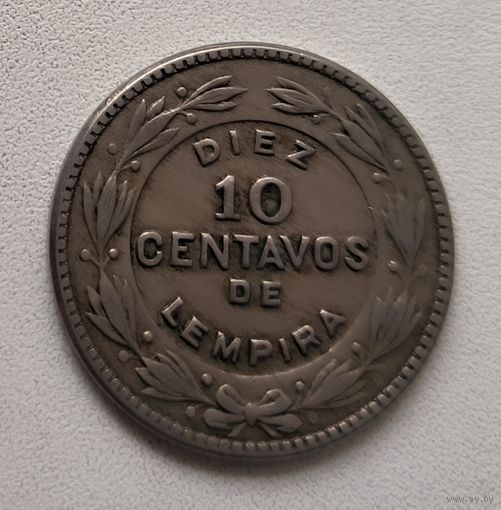 DIEZ
10
CENTAVOS
DE
LEMPIRA
www.ay.by